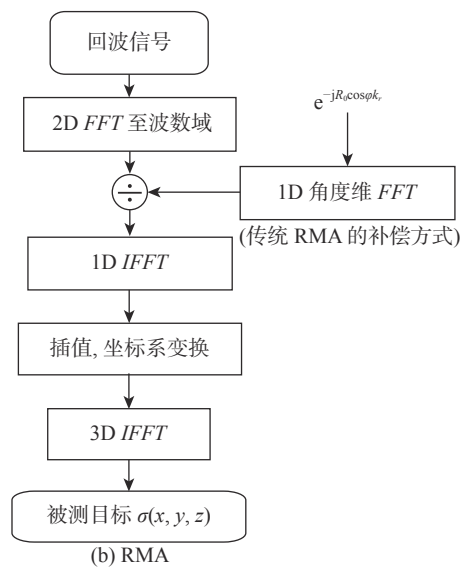 回波信号
2D FFT 至波数域
e^{-jR_0cosφk_r}
÷
1D 角度维 FFT
(传统 RMA 的补偿方式)
1D IFFT
插值, 坐标系变换
3D IFFT
被测目标 σ(x, y, z)
(b) RMA